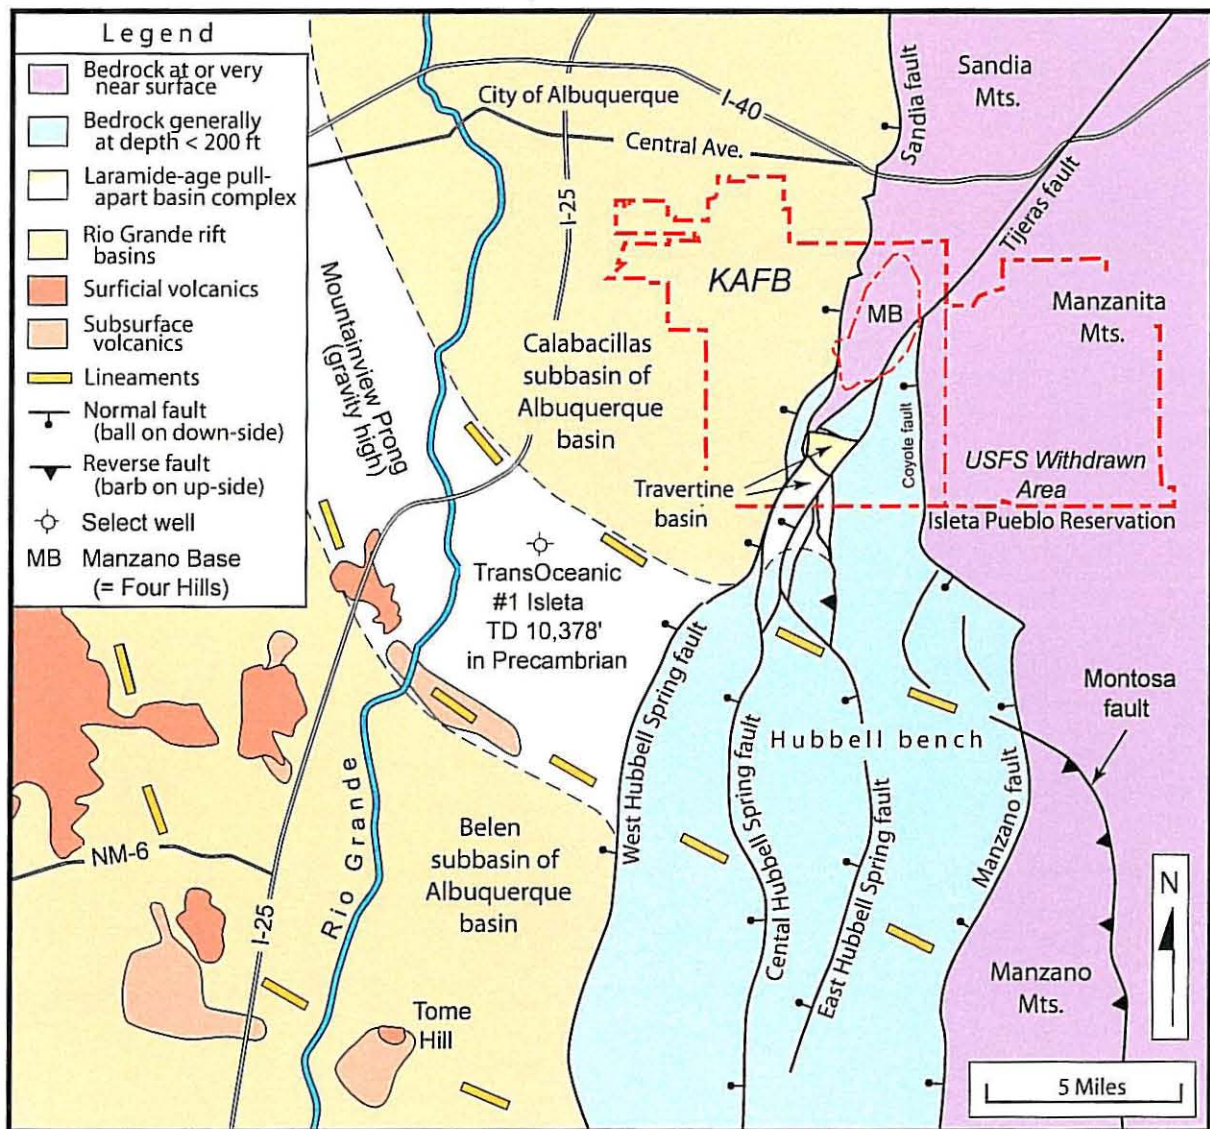 Legend
Bedrock at or very
near surface
Bedrock generally
at depth < 200 ft
Laramide-age pull-
apart basin complex
Rio Grande rift
basins
Surficial volcanics
Subsurface
volcanics
Lineaments
Normal fault
(ball on down-side)
Reverse fault
(barb on up-side)
Select well
MB Manzano Base
(= Four Hills)
Sandia fault
Sandia
Mts.
City of Albuquerque
I-40
Central Ave.
I-25
Tijeras fault
KAFB
MB
Manzanita
Mts.
Mountainview Prong
(gravity high)
Calabacillas
subbasin of
Albuquerque
basin
Coyote fault
USFS Withdrawn
Area
Travertine
basin
Isleta Pueblo Reservation
TransOceanic
#1 Isleta
TD 10,378'
in Precambrian
West Hubbell Spring fault
Montosa
fault
Hubbell bench
Cental Hubbell Spring fault
East Hubbell Spring fault
Manzano fault
Rio Grande
Belen
subbasin of
Albuquerque
basin
NM-6
I-25
N
Manzano
Mts.
Tome
Hill
5 Miles